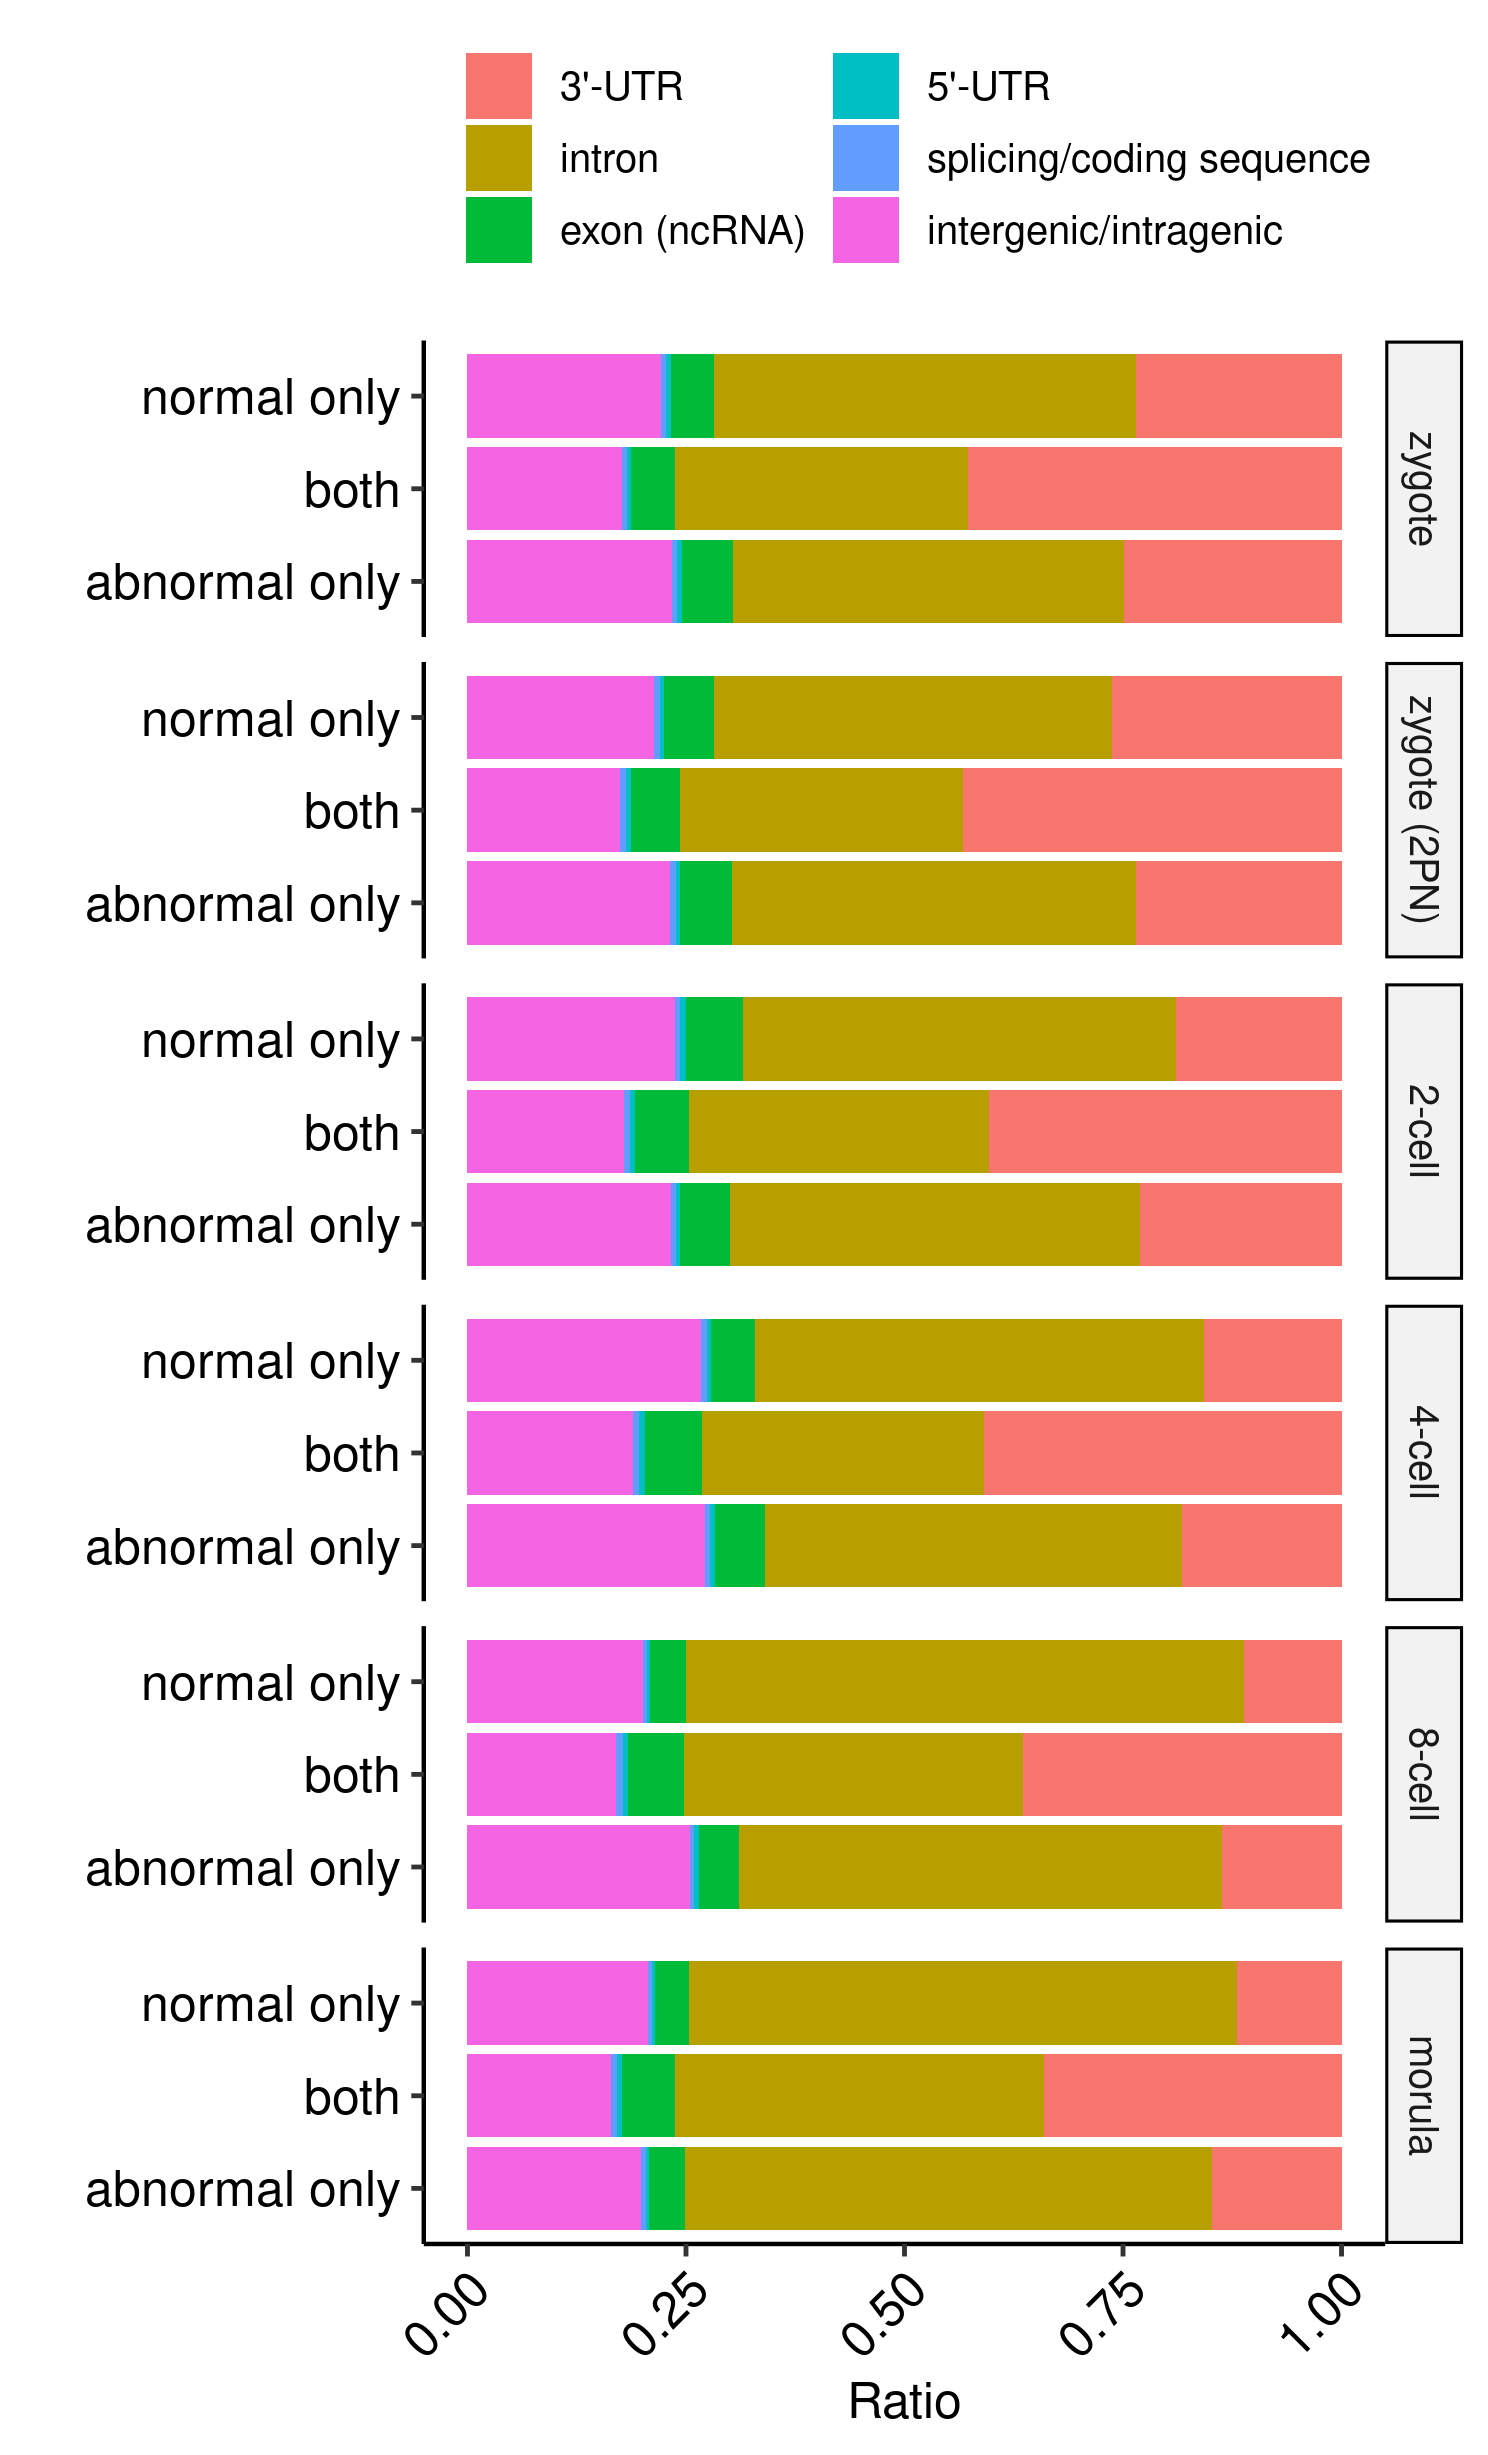 3'-UTR
5'-UTR
intron
splicing/coding sequence
exon (ncRNA)
intergenic/intragenic
normal only
both
abnormal only
zygote
normal only
both
abnormal only
zygote (2PN)
normal only
both
abnormal only
2-cell
normal only
both
abnormal only
4-cell
normal only
both
abnormal only
8-cell
normal only
both
abnormal only
morula
0.00
0.25
0.50
0.75
1.00
Ratio